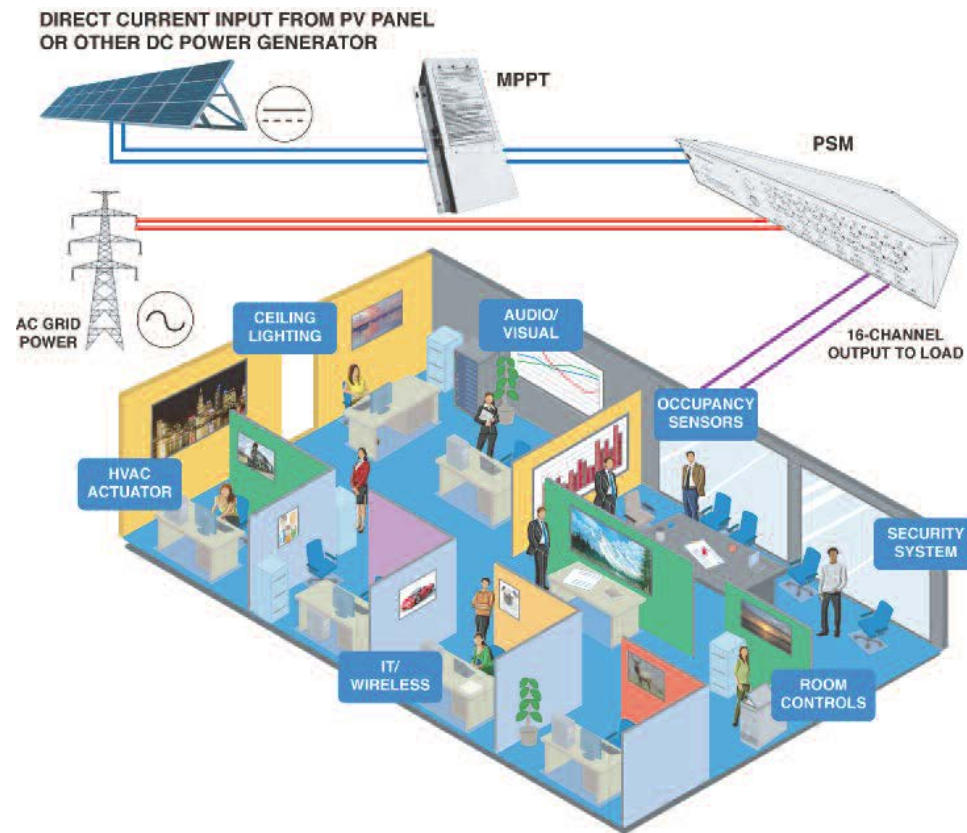 DIRECT CURRENT INPUT FROM PV PANEL
OR OTHER DC POWER GENERATOR
MPPT
PSM
AC GRID
POWER
CEILING
LIGHTING
AUDIO/
VISUAL
16-CHANNEL
OUTPUT TO LOAD
OCCUPANCY
SENSORS
HVAC
ACTUATOR
SECURITY
SYSTEM
IT/
WIRELESS
ROOM
CONTROLS